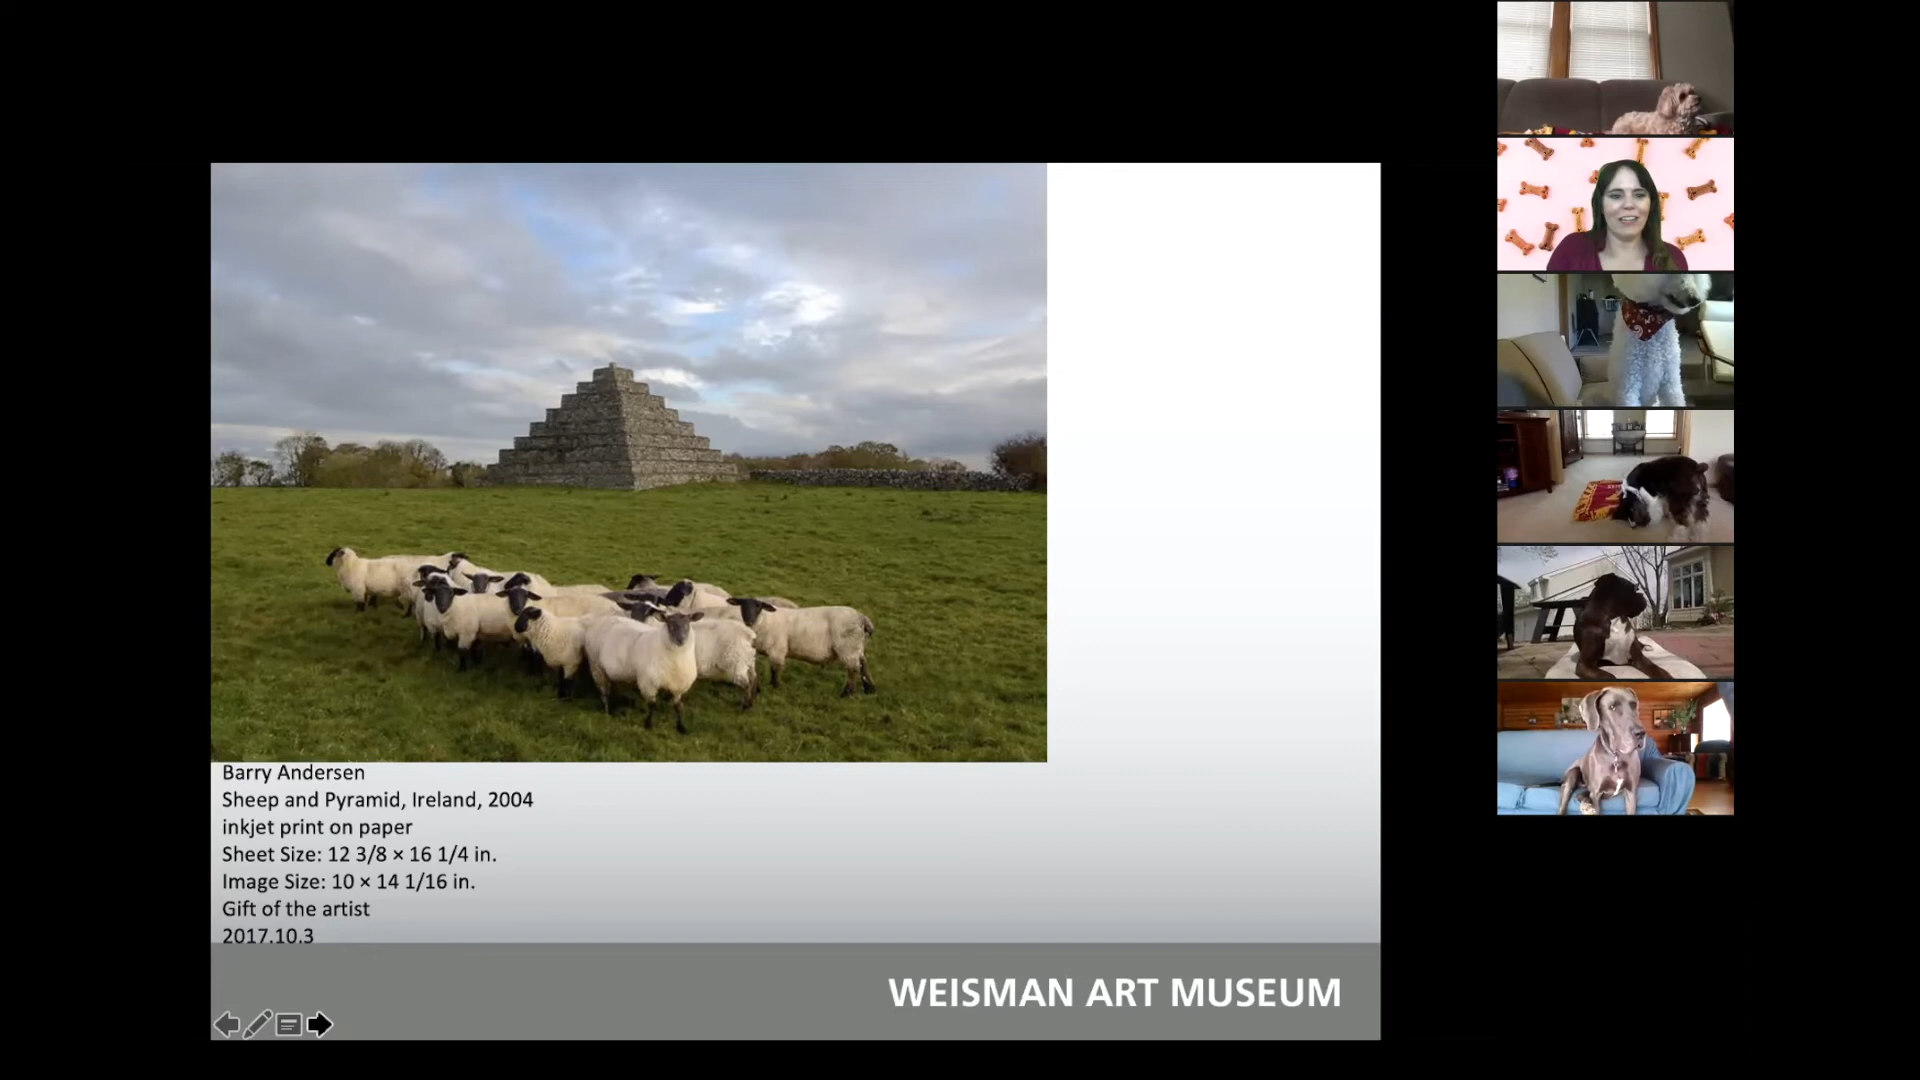 Barry Andersen
Sheep and Pyramid, Ireland, 2004
inkjet print on paper
Sheet Size: 12 3/8 × 16 1/4 in.
Image Size: 10 × 14 1/16 in.
Gift of the artist
2017.10.3
WEISMAN ART MUSEUM